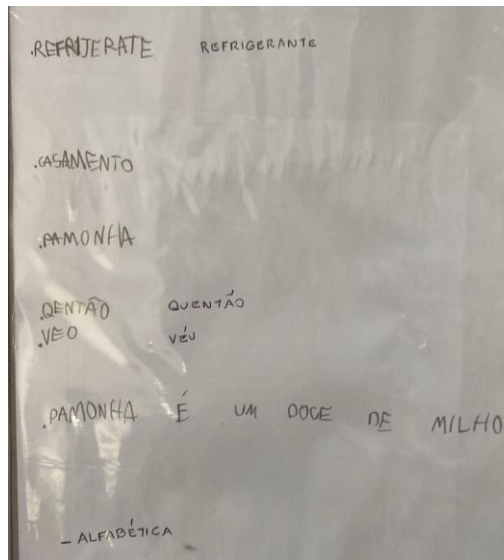 .REFRIJERATE REFRIGERANTE
.CASAMENTO
.PAMONHA
.QENTÃO QUENTÃO
.VEO VÉU
.PAMONHA É UM DOCE DE MILHO
_ ALFABÉTICA